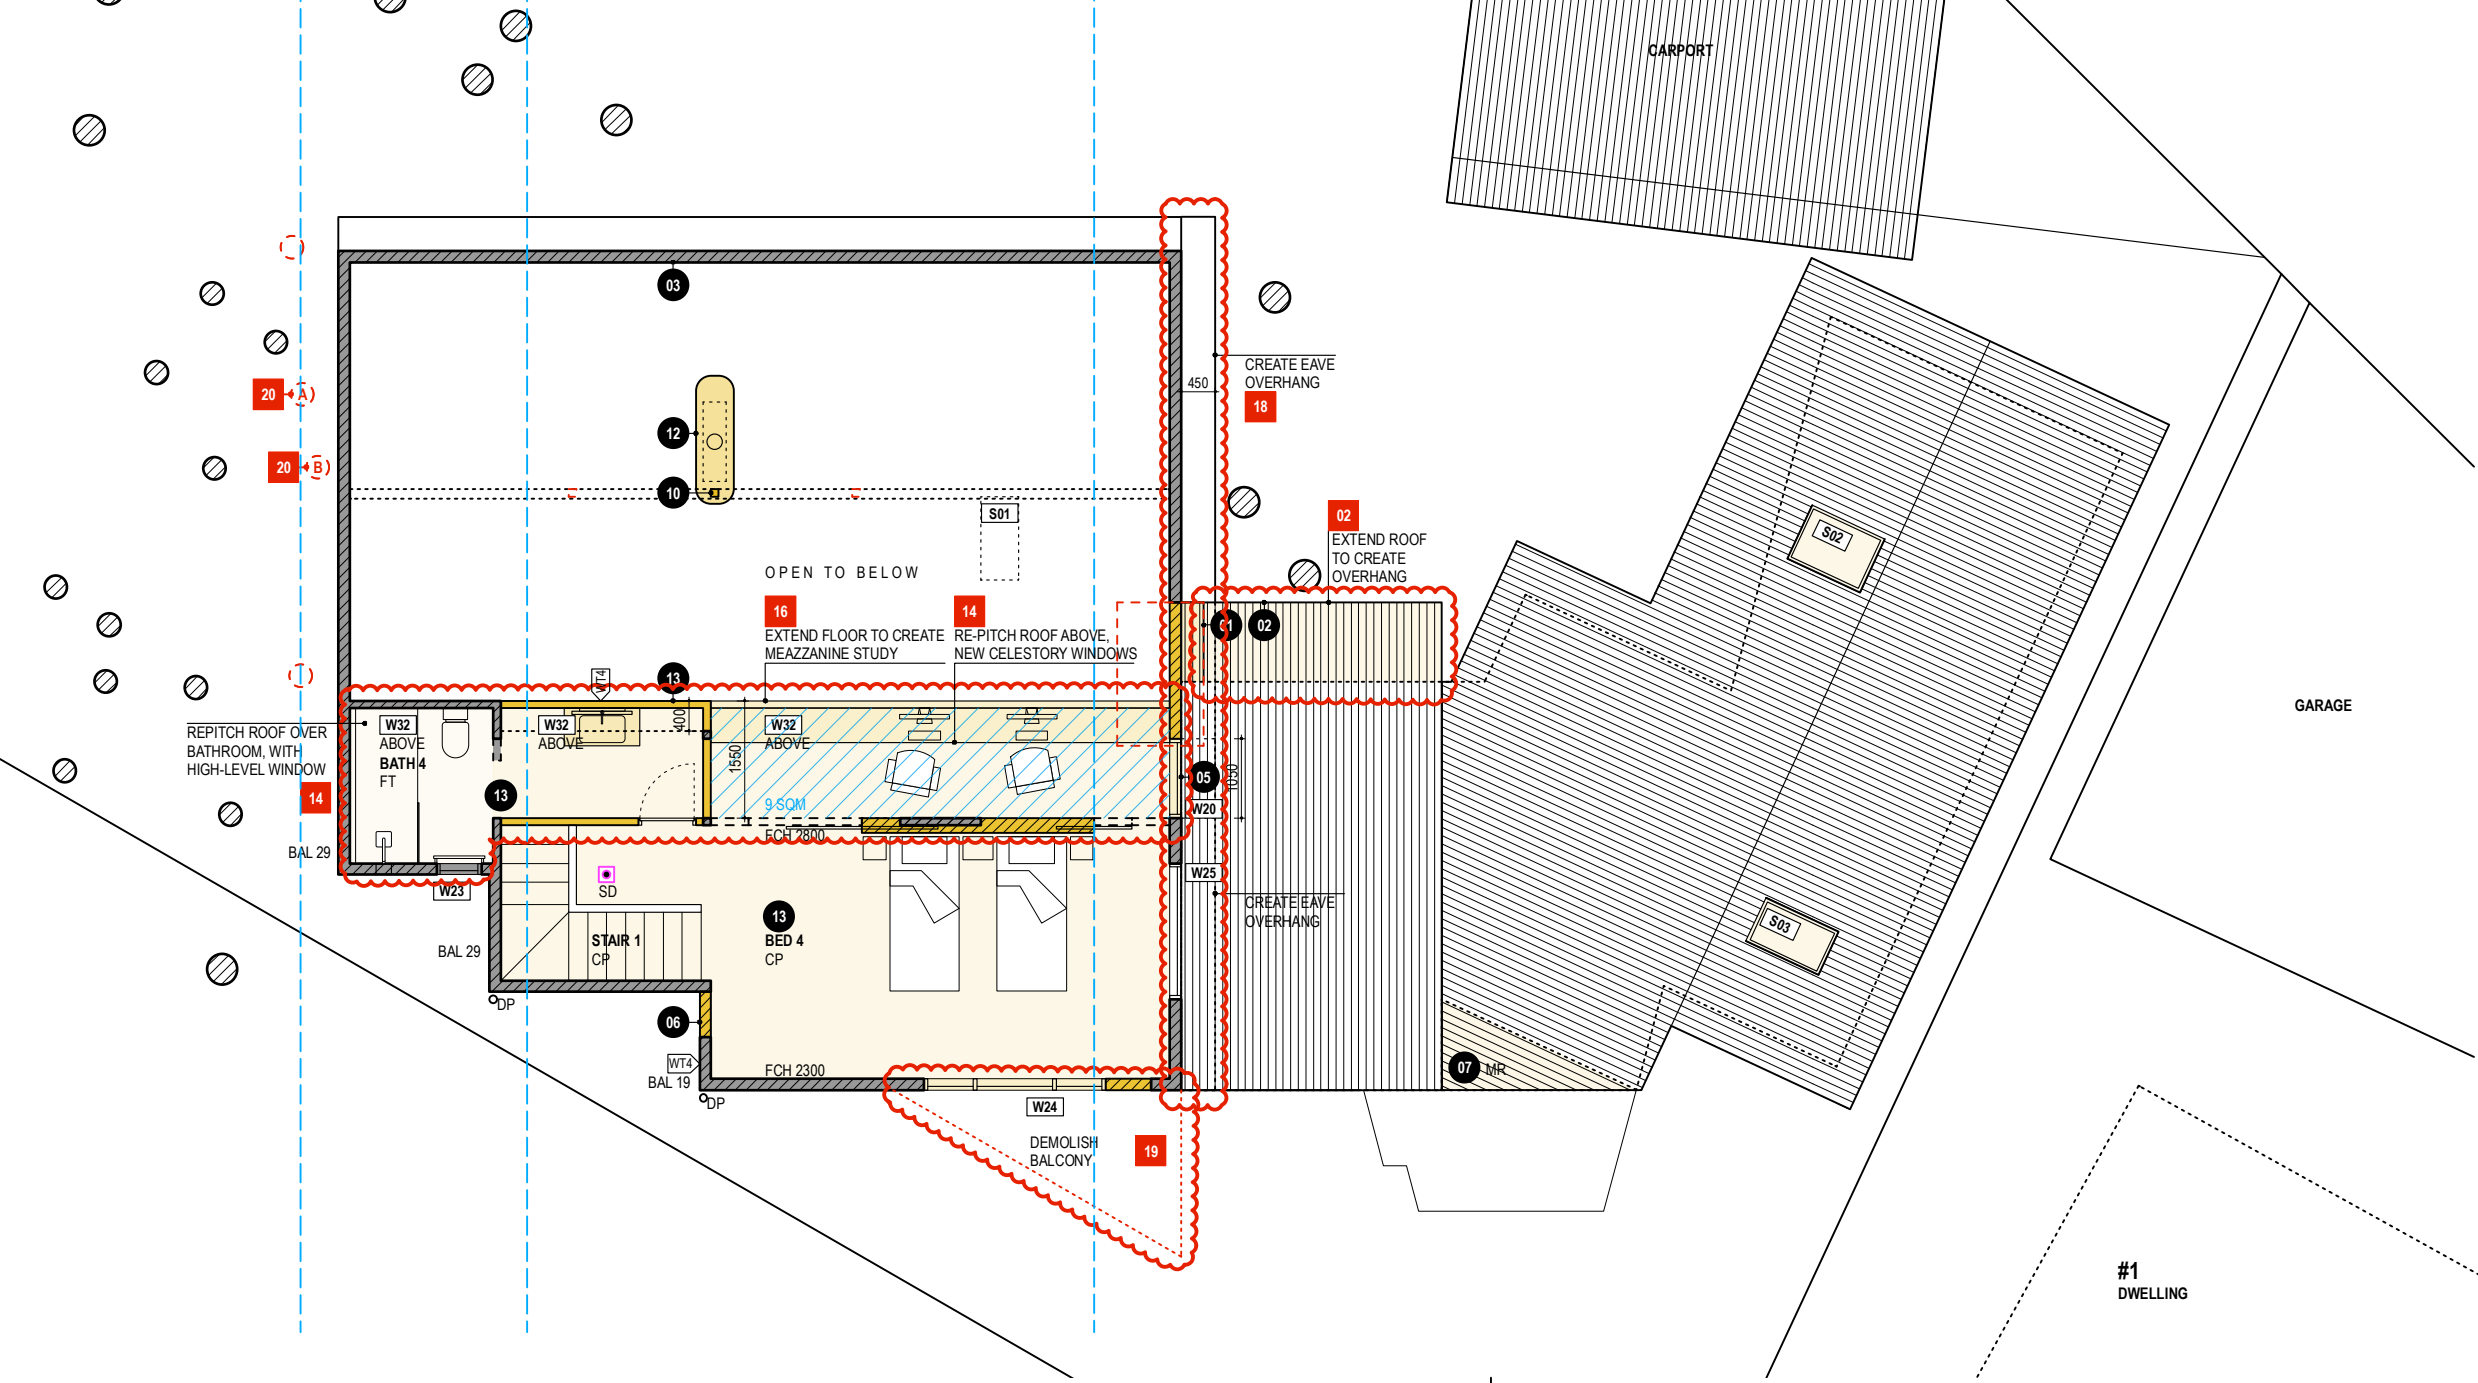 CARPORT
03
CREATE EAVE
OVERHANG
450
18
20
A
12
20
B
10
S01
02
EXTEND ROOF
TO CREATE
OVERHANG
S02
OPEN TO BELOW
16
14
EXTEND FLOOR TO CREATE
MEAZZANINE STUDY
RE-PITCH ROOF ABOVE,
NEW CELESTORY WINDOWS
01
02
WT4
13
GARAGE
REPITCH ROOF OVER
BATHROOM, WITH
HIGH-LEVEL WINDOW
14
W32
ABOVE
BATH 4
FT
W32
ABOVE
400
W32
ABOVE
1550
13
9 SQM
FCH 2800
05
1050
W20
BAL 29
W23
SD
W25
CREATE EAVE
OVERHANG
S03
13
BED 4
CP
STAIR 1
CP
BAL 29
DP
06
WT4
BAL 19
DP
FCH 2300
07
MR
W24
DEMOLISH
BALCONY
19
#1
DWELLING